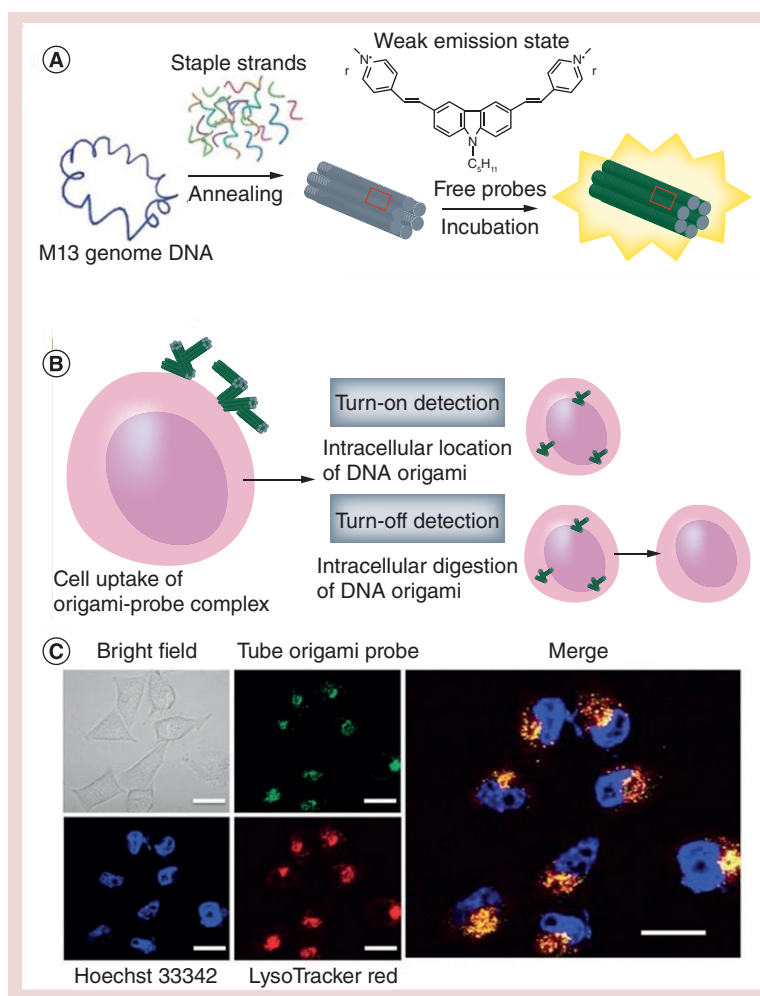 A
Staple strands
Weak emission state
N+
r
N+
r
N
C5H11
Annealing
Free probes
Incubation
M13 genome DNA
B
Turn-on detection
Intracellular location
of DNA origami
Turn-off detection
Intracellular digestion
of DNA origami
Cell uptake of
origami-probe complex
C
Bright field
Tube origami probe
Merge
Hoechst 33342
LysoTracker red